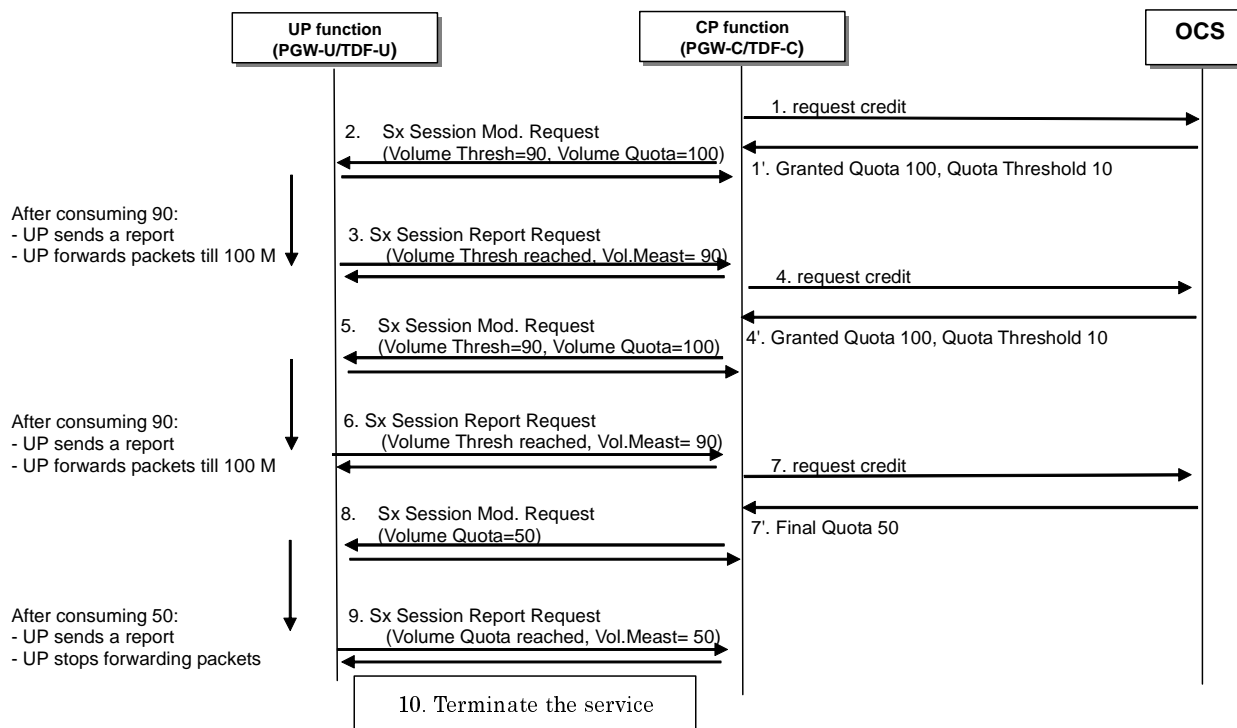 UP function
(PGW-U/TDF-U)
CP function
(PGW-C/TDF-C)
OCS
1. request credit
2. Sx Session Mod. Request
(Volume Thresh=90, Volume Quota=100)
1'. Granted Quota 100, Quota Threshold 10
After consuming 90:
- UP sends a report
- UP forwards packets till 100 M
3. Sx Session Report Request
(Volume Thresh reached, Vol.Meast= 90)
4. request credit
5. Sx Session Mod. Request
(Volume Thresh=90, Volume Quota=100)
4'. Granted Quota 100, Quota Threshold 10
After consuming 90:
- UP sends a report
- UP forwards packets till 100 M
6. Sx Session Report Request
(Volume Thresh reached, Vol.Meast= 90)
7. request credit
8. Sx Session Mod. Request
(Volume Quota=50)
7'. Final Quota 50
After consuming 50:
- UP sends a report
- UP stops forwarding packets
9. Sx Session Report Request
(Volume Quota reached, Vol.Meast= 50)
10. Terminate the service